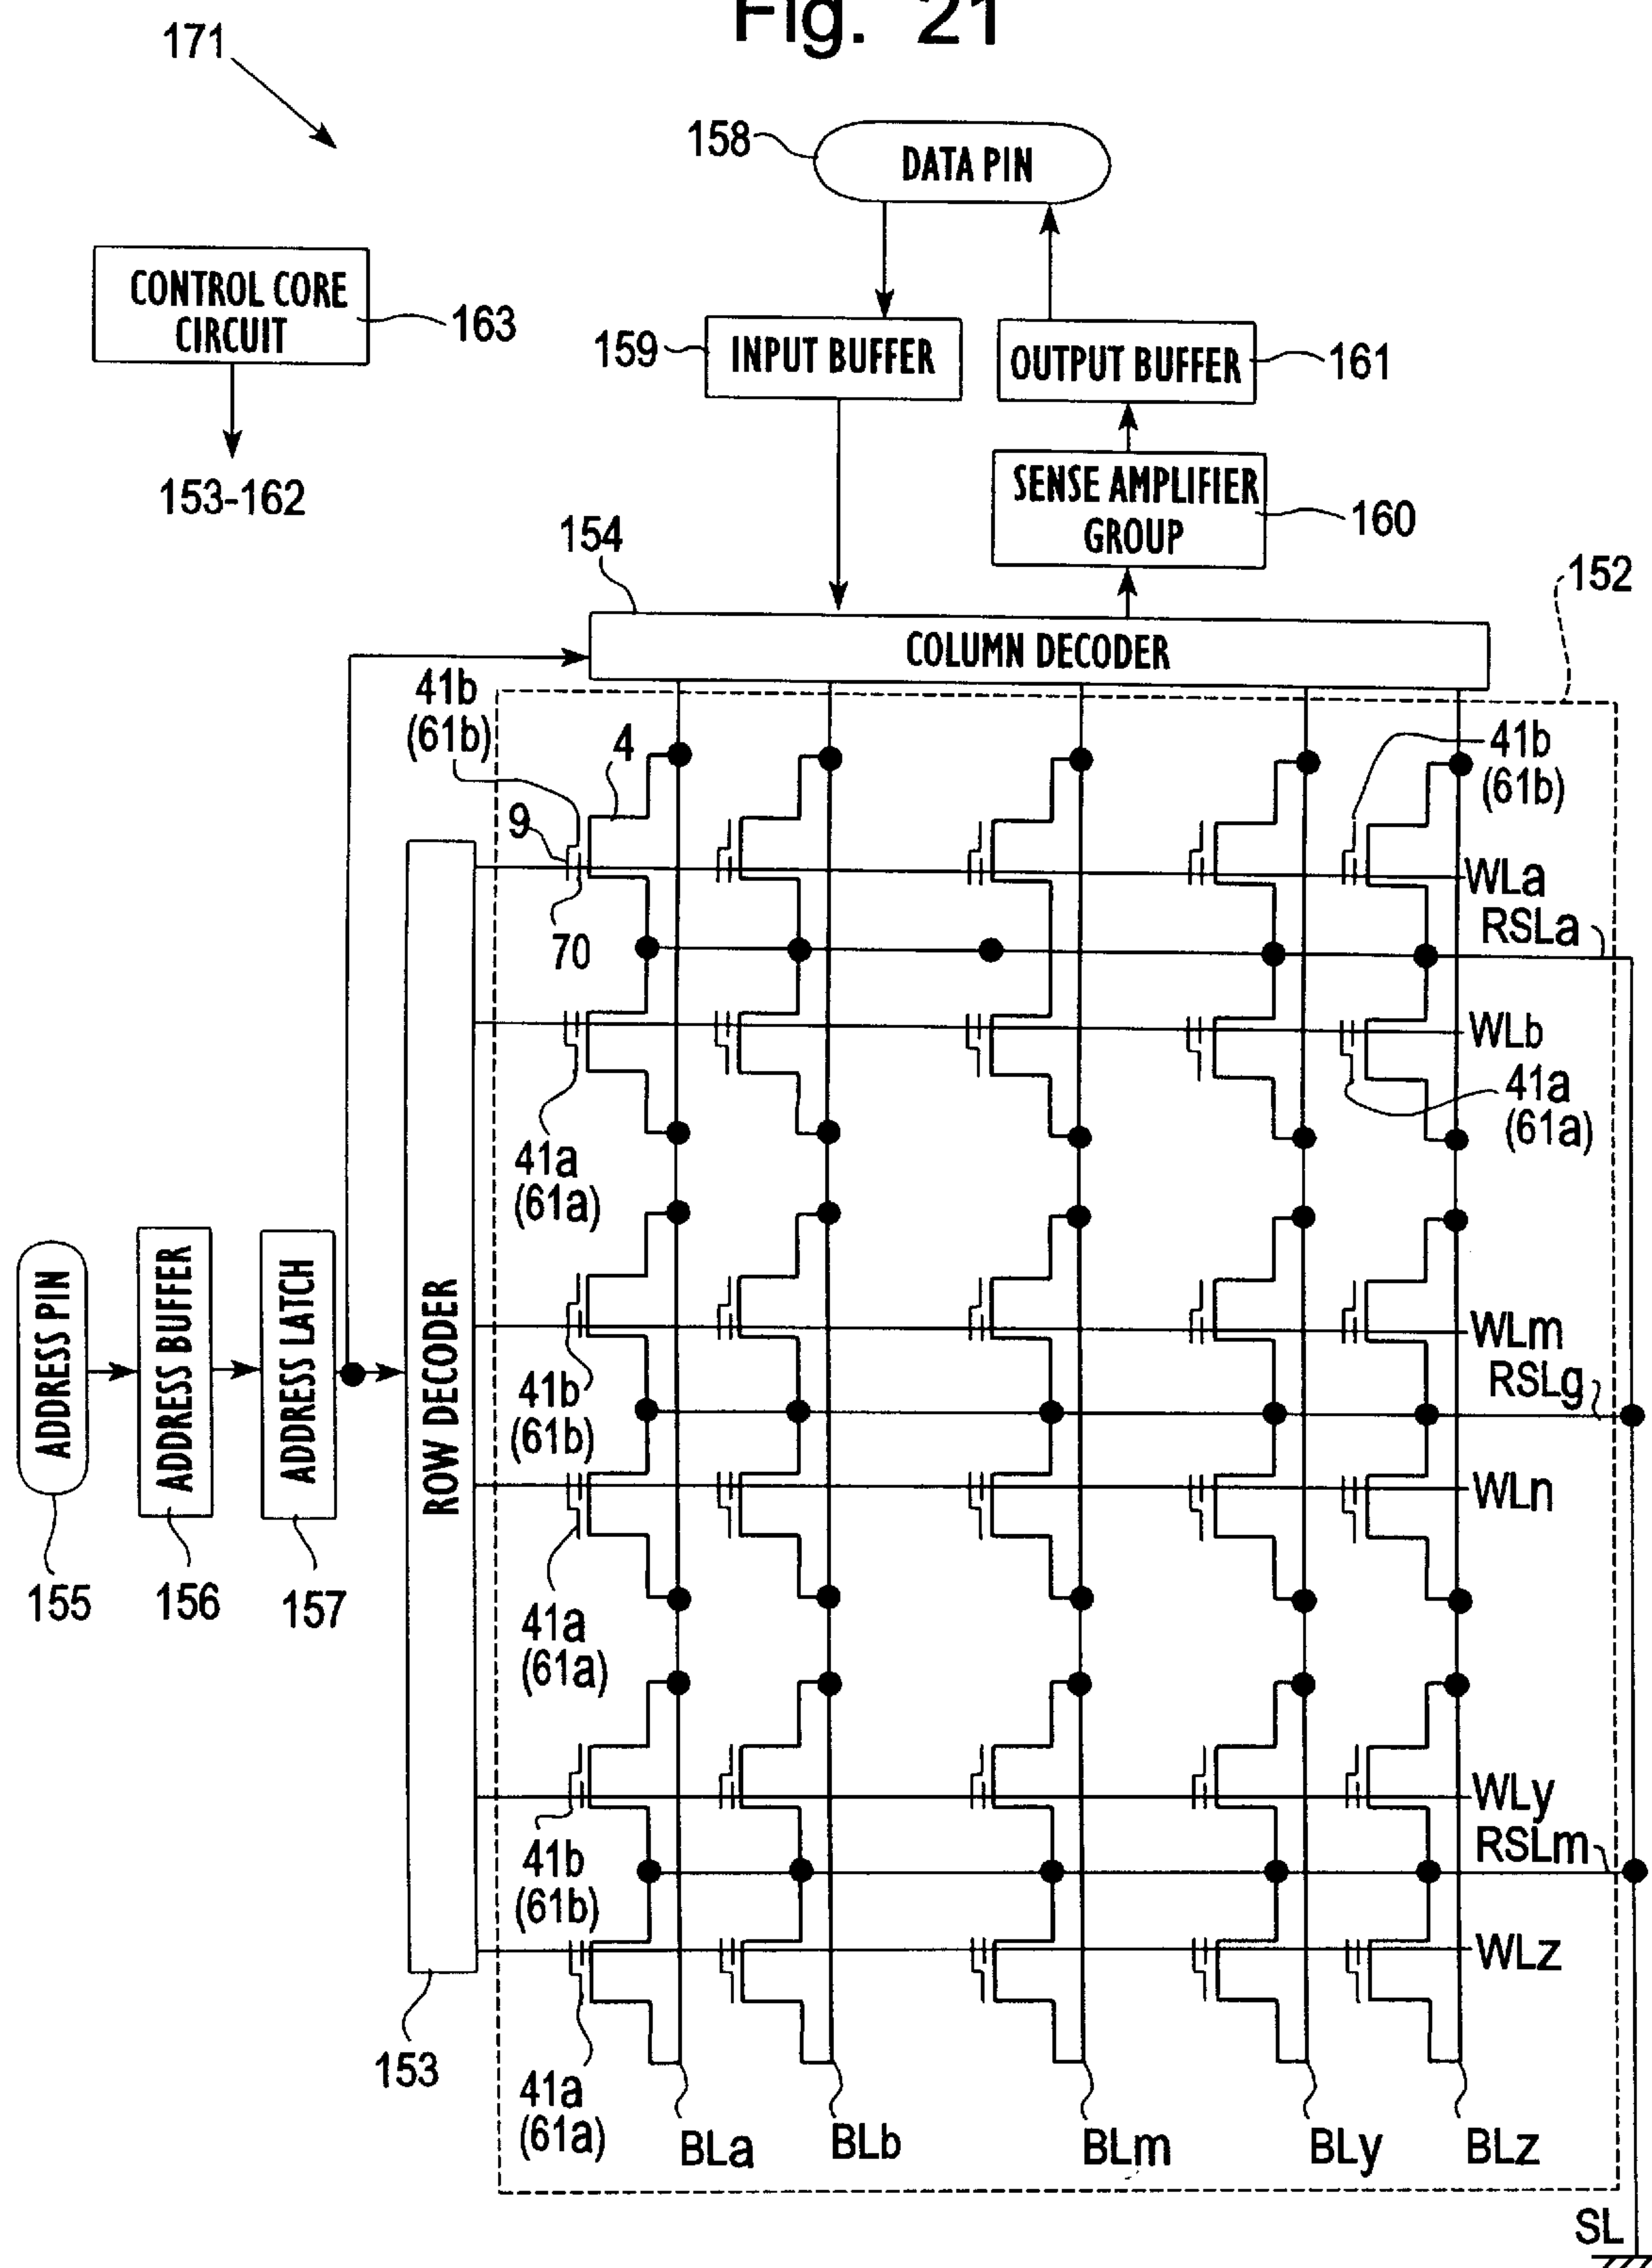 Fig. 21
171
158
DATA PIN
CONTROL CORE
CIRCUIT
163
159
INPUT BUFFER
OUTPUT BUFFER
161
153-162
SENSE AMPLIFIER
GROUP
160
154
152
COLUMN DECODER
41b
(61b)
4
41b
(61b)
9
WLa
70
RSLa
WLb
41a
(61a)
41a
(61a)
ADDRESS PIN
ADDRESS BUFFER
ADDRESS LATCH
ROW DECODER
WLm
RSLg
41b
(61b)
WLn
155
156
157
41a
(61a)
WLy
RSLm
41b
(61b)
WLz
153
41a
(61a)
BLa
BLb
BLm
BLy
BLz
SL